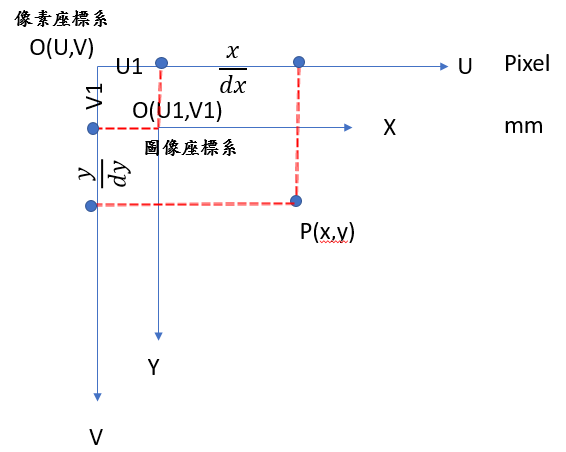 像素座標系
O(U,V)
U1
x
dx
U
Pixel
V1
O(U1,V1)
X
mm
圖像座標系
y
dy
P(x,y)
Y
V